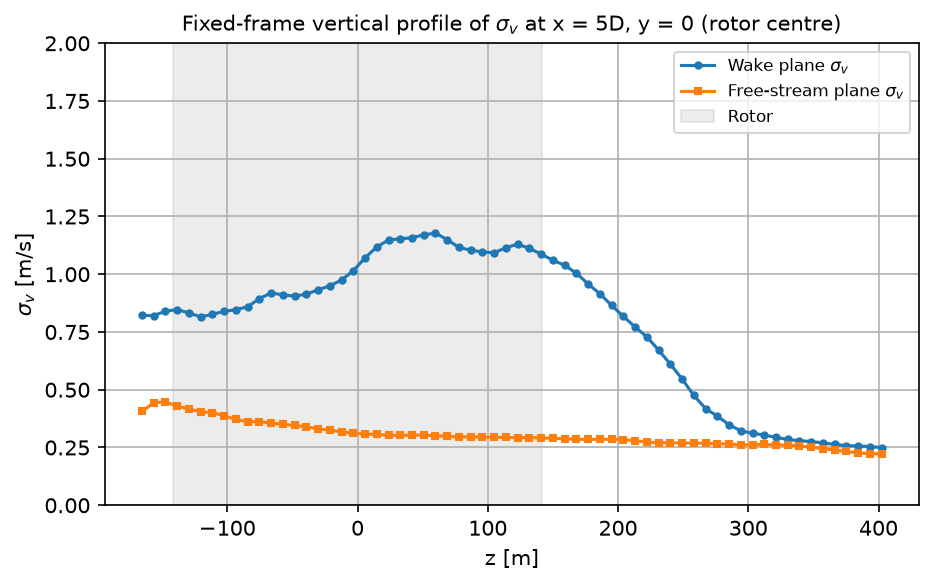 Fixed-frame vertical profile of σv at x = 5D, y = 0 (rotor centre)
2.00
1.75
1.50
1.25
1.00
0.75
0.50
0.25
0.00
σv [m/s]
Wake plane σv
Free-stream plane σv
Rotor
−100
0
100
200
300
400
z [m]